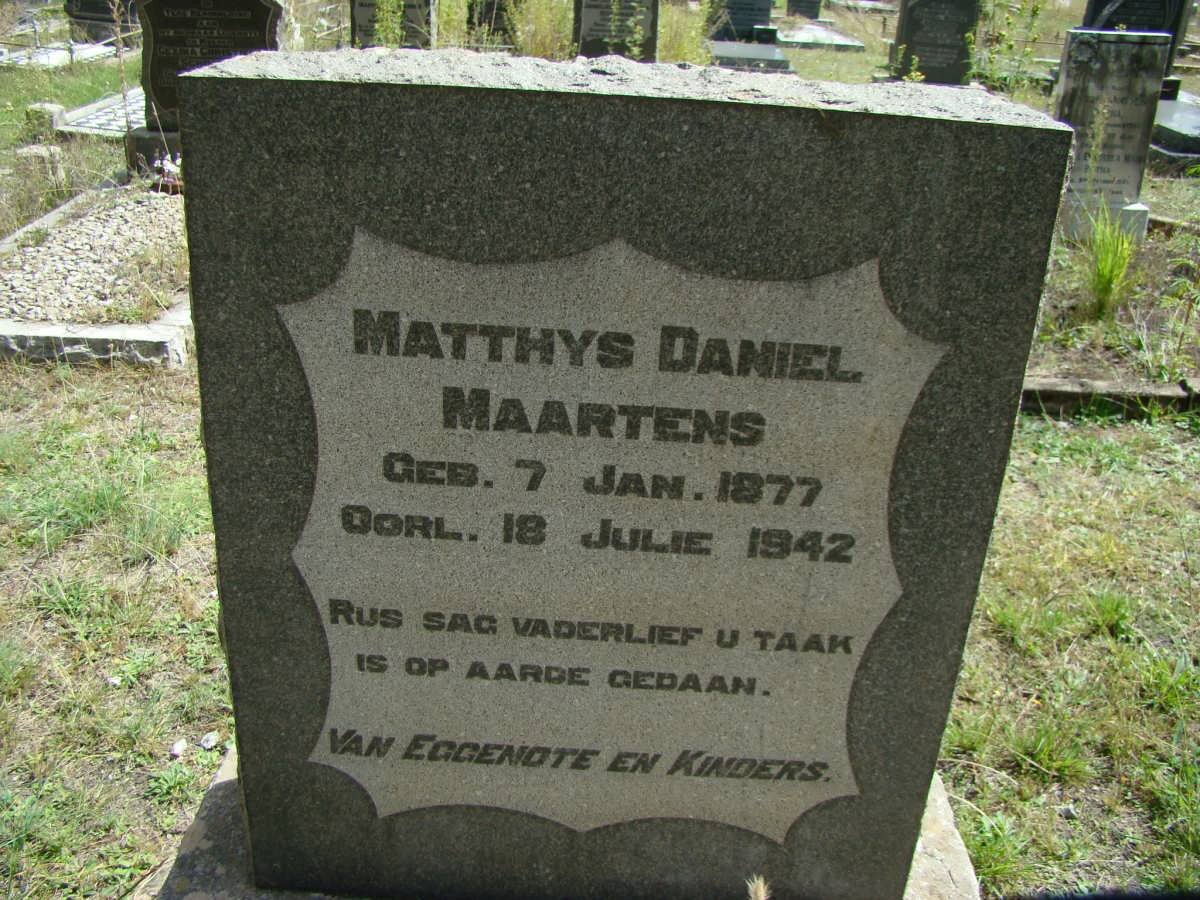 MATTHYS DANIEL
MAARTENS
GEB. 7 JAN. 1877
OORL. 18 JULIE 1942
RUS SAG VADERLIEF U TAAK
IS OP AARDE GEDAAN.
VAN EGGENOTE EN KINDERS.